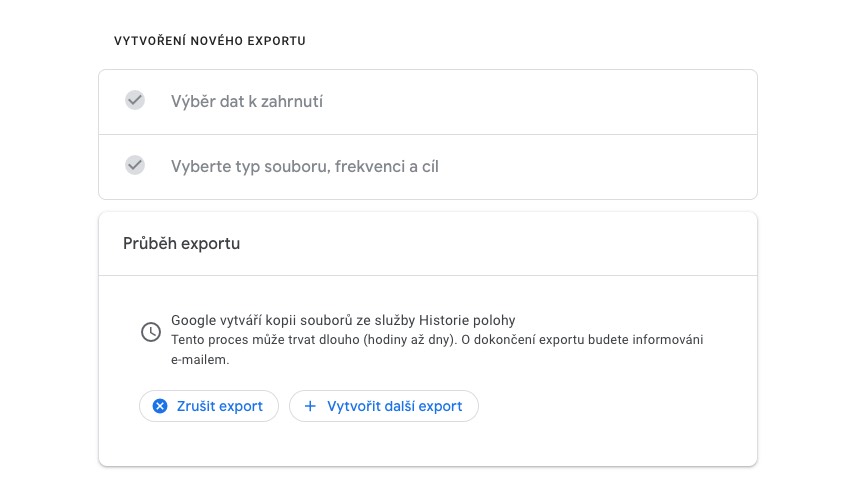 VYTVOŘENÍ NOVÉHO EXPORTU
Výběr dat k zahrnutí
Vyberte typ souboru, frekvenci a cíl
Průběh exportu
Google vytváří kopii souborů ze služby Historie polohy
Tento proces může trvat dlouho (hodiny až dny). O dokončení exportu budete informováni
e-mailem.
Zrušit export
Vytvořit další export